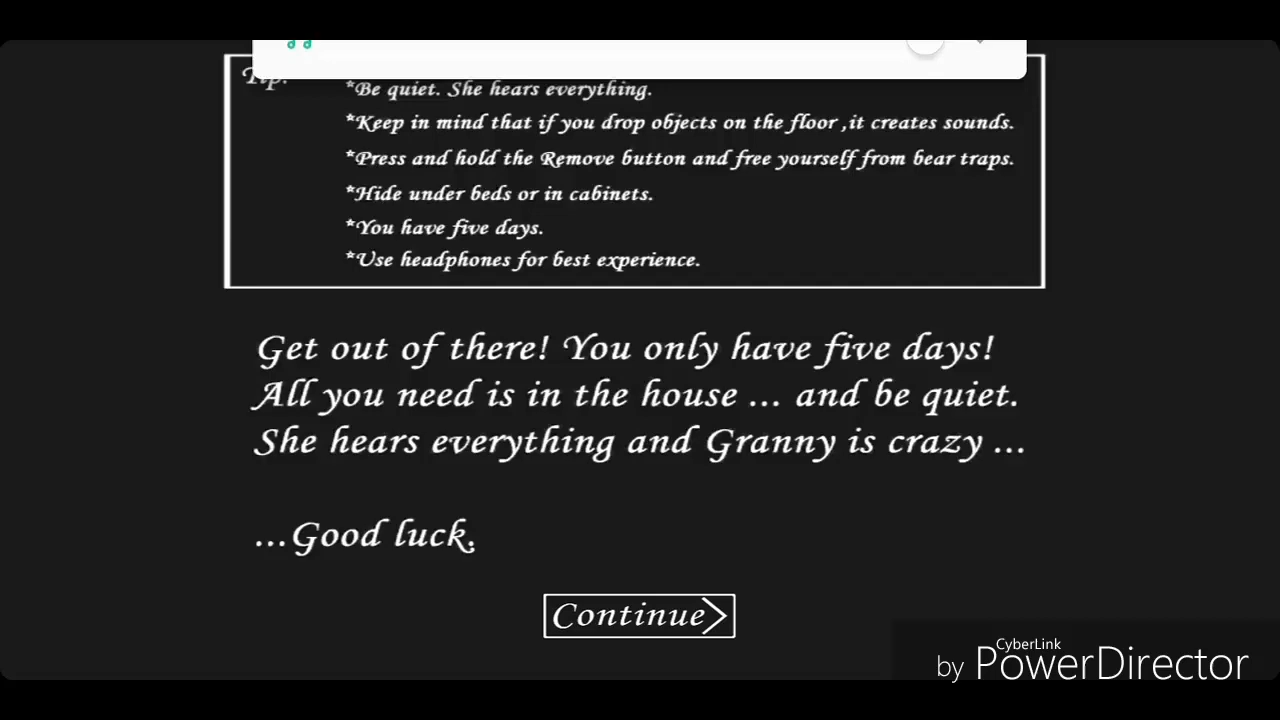 Tip:
*Be quiet. She hears everything.
*Keep in mind that if you drop objects on the floor ,it creates sounds.
*Press and hold the Remove button and free yourself from bear traps.
*Hide under beds or in cabinets.
*You have five days.
*Use headphones for best experience.
Get out of there! You only have five days!
All you need is in the house ... and be quiet.
She hears everything and Granny is crazy ...
...Good luck.
Continue>
CyberLink
by PowerDirector